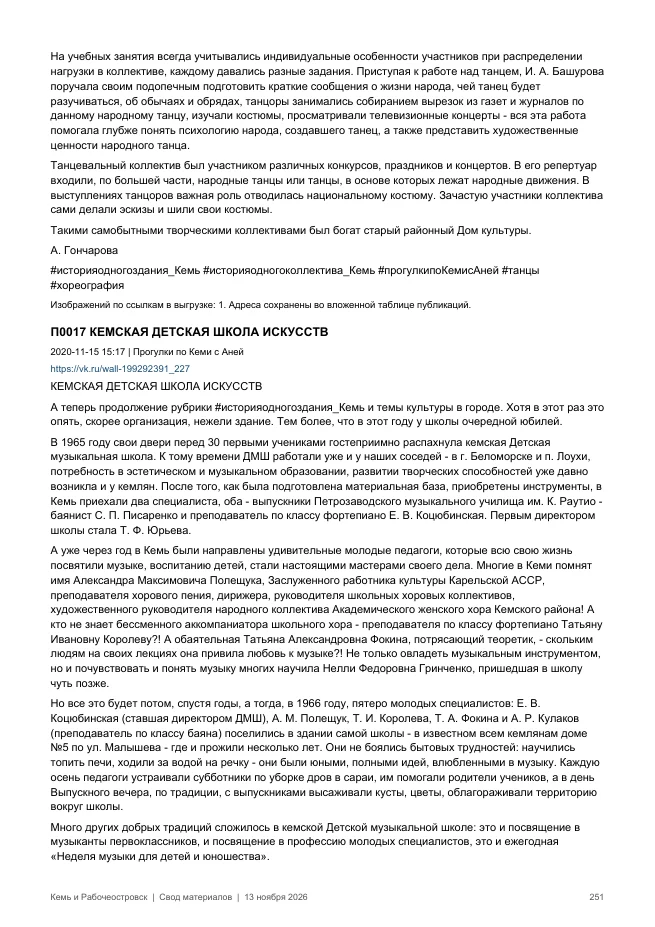 На учебных занятия всегда учитывались индивидуальные особенности участников при распределении
нагрузки в коллективе, каждому давались разные задания. Приступая к работе над танцем, И. А. Башурова
поручала своим подопечным подготовить краткие сообщения о жизни народа, чей танец будет
разучиваться, об обычаях и обрядах, танцоры занимались собиранием вырезок из газет и журналов по
данному народному танцу, изучали костюмы, просматривали телевизионные концерты - вся эта работа
помогала глубже понять психологию народа, создавшего танец, а также представить художественные
ценности народного танца.
Танцевальный коллектив был участником различных конкурсов, праздников и концертов. В его репертуар
входили, по большей части, народные танцы или танцы, в основе которых лежат народные движения. В
выступлениях танцоров важная роль отводилась национальному костюму. Зачастую участники коллектива
сами делали эскизы и шили свои костюмы.
Такими самобытными творческими коллективами был богат старый районный Дом культуры.
А. Гончарова
#историяодногоздания_Кемь #историяодногоколлектива_Кемь #прогулкипоКемисАней #танцы
#хореография
Изображений по ссылкам в выгрузке: 1. Адреса сохранены во вложенной таблице публикаций.
П0017 КЕМСКАЯ ДЕТСКАЯ ШКОЛА ИСКУССТВ
2020-11-15 15:17 | Прогулки по Кеми с Аней
https://vk.ru/wall-199292391_227
КЕМСКАЯ ДЕТСКАЯ ШКОЛА ИСКУССТВ
А теперь продолжение рубрики #историяодногоздания_Кемь и темы культуры в городе. Хотя в этот раз это
опять, скорее организация, нежели здание. Тем более, что в этот году у школы очередной юбилей.
В 1965 году свои двери перед 30 первыми учениками гостеприимно распахнула кемская Детская
музыкальная школа. К тому времени ДМШ работали уже и у наших соседей - в г. Беломорске и п. Лоухи,
потребность в эстетическом и музыкальном образовании, развитии творческих способностей уже давно
возникла и у кемлян. После того, как была подготовлена материальная база, приобретены инструменты, в
Кемь приехали два специалиста, оба - выпускники Петрозаводского музыкального училища им. К. Раутио -
баянист С. П. Писаренко и преподаватель по классу фортепиано Е. В. Коцюбинская. Первым директором
школы стала Т. Ф. Юрьева.
А уже через год в Кемь были направлены удивительные молодые педагоги, которые всю свою жизнь
посвятили музыке, воспитанию детей, стали настоящими мастерами своего дела. Многие в Кеми помнят
имя Александра Максимовича Полещука, Заслуженного работника культуры Карельской АССР,
преподавателя хорового пения, дирижера, руководителя школьных хоровых коллективов,
художественного руководителя народного коллектива Академического женского хора Кемского района! А
кто не знает бессменного аккомпаниатора школьного хора - преподавателя по классу фортепиано Татьяну
Ивановну Королеву?! А обаятельная Татьяна Александровна Фокина, потрясающий теоретик, - скольким
людям на своих лекциях она привила любовь к музыке?! Не только овладеть музыкальным инструментом,
но и почувствовать и понять музыку многих научила Нелли Федоровна Гринченко, пришедшая в школу
чуть позже.
Но все это будет потом, спустя годы, а тогда, в 1966 году, пятеро молодых специалистов: Е. В.
Коцюбинская (ставшая директором ДМШ), А. М. Полещук, Т. И. Королева, Т. А. Фокина и А. Р. Кулаков
(преподаватель по классу баяна) поселились в здании самой школы - в известном всем кемлянам доме
№5 по ул. Малышева - где и прожили несколько лет. Они не боялись бытовых трудностей: научились
топить печи, ходили за водой на речку - они были юными, полными идей, влюбленными в музыку. Каждую
осень педагоги устраивали субботники по уборке дров в сараи, им помогали родители учеников, а в день
Выпускного вечера, по традиции, с выпускниками высаживали кусты, цветы, облагораживали территорию
вокруг школы.
Много других добрых традиций сложилось в кемской Детской музыкальной школе: это и посвящение в
музыканты первоклассников, и посвящение в профессию молодых специалистов, это и ежегодная
«Неделя музыки для детей и юношества».
Кемь и Рабочеостровск | Свод материалов | 13 ноября 2026
251